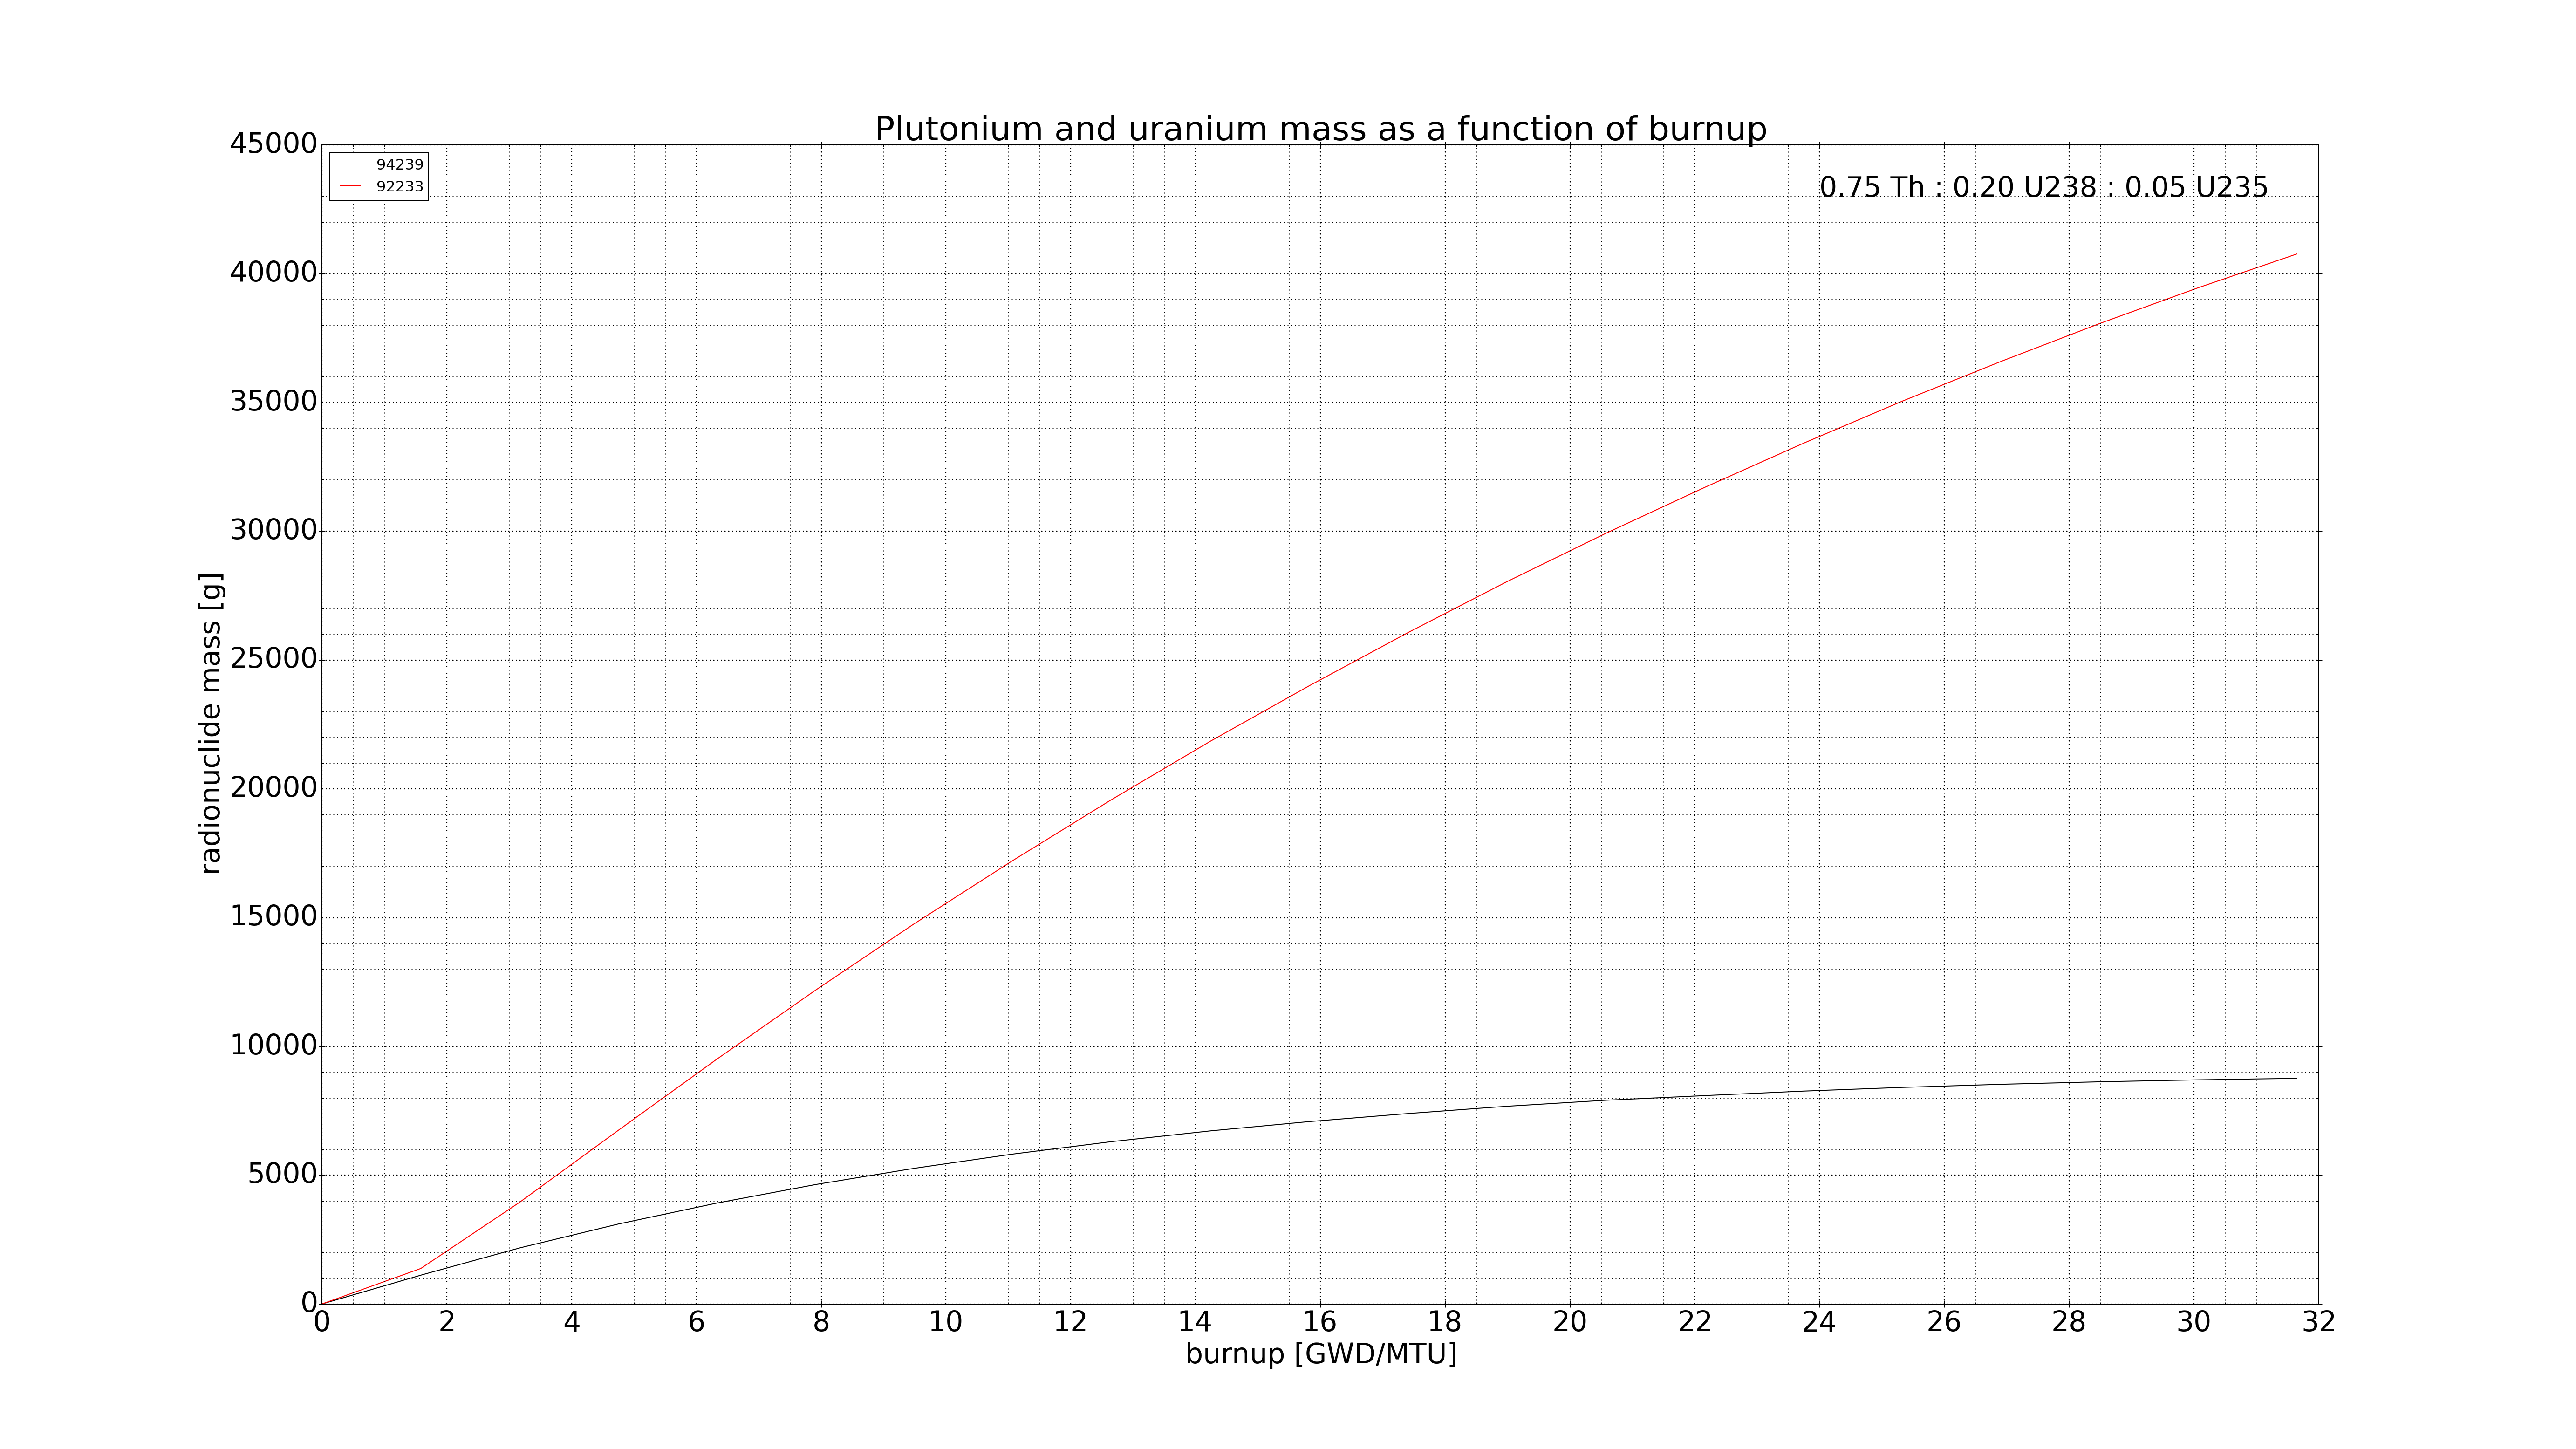 Plutonium and uranium mass as a function of burnup
94239
92233
0.75 Th : 0.20 U238 : 0.05 U235
radionuclide mass [g]
45000
40000
35000
30000
25000
20000
15000
10000
5000
0
0 2 4 6 8 10 12 14 16 18 20 22 24 26 28 30 32
burnup [GWD/MTU]